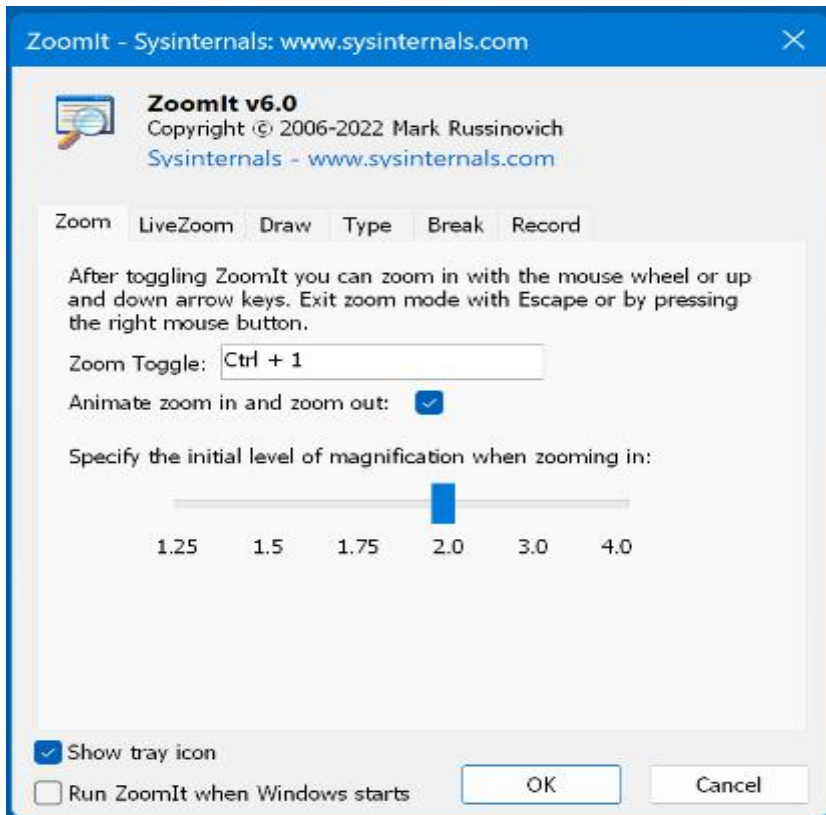 ZoomIt - Sysinternals: www.sysinternals.com
ZoomIt v6.0
Copyright © 2006-2022 Mark Russinovich
Sysinternals - www.sysinternals.com
Zoom LiveZoom Draw Type Break Record
After toggling ZoomIt you can zoom in with the mouse wheel or up
and down arrow keys. Exit zoom mode with Escape or by pressing
the right mouse button.
Zoom Toggle: Ctrl + 1
Animate zoom in and zoom out:
Specify the initial level of magnification when zooming in:
1.25 1.5 1.75 2.0 3.0 4.0
Show tray icon
Run ZoomIt when Windows starts
OK Cancel